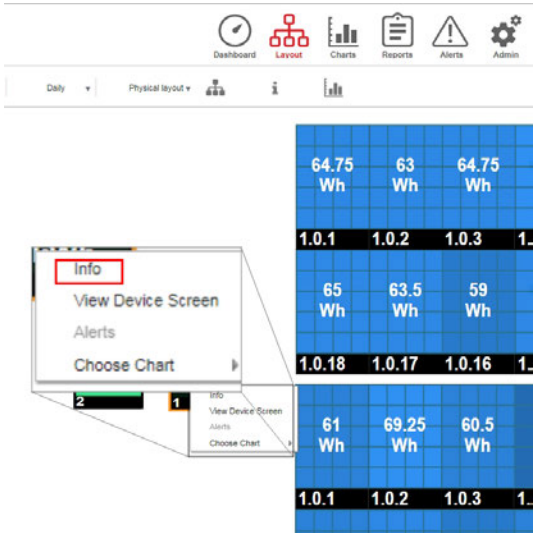 Dashboard Layout Charts Reports Alerts Admin
Daily Physical layout i
64.75 Wh 63 Wh 64.75 Wh
1.0.1 1.0.2 1.0.3 1..
65 Wh 63.5 Wh 59 Wh
1.0.18 1.0.17 1.0.16 1..
Info
View Device Screen
Alerts
Choose Chart
2 1
Info
View Device Screen
Alerts
Choose Chart
61 Wh 69.25 Wh 60.5 Wh
1.0.1 1.0.2 1.0.3 1..